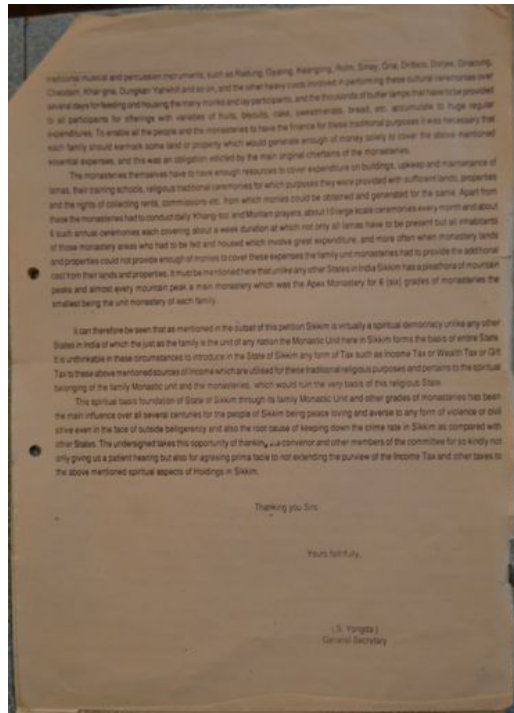 traditional musical and percussion instruments, such as Radung, Gyaling, Kwangling, Rolm, Silnay, Gna, Dribou, Dorjee,
Chaadam, Khar-gna, Dungkarr Yankhil and so on, and the other heavy costs involved in performing these cultural ceremonies over
several days for feeding and housing the many monks and lay participants, and the thousands of butter lamps that have to be provided
to all participants for offerings with varieties of fruits, biscuits, cake, sweetmeats, bread, etc. accumulate to huge regular
expenditures. To enable all the people and the monasteries to have the finance for these traditional purposes it was necessary that
each family should earmark some land or property which would generate enough of money solely to cover the above mentioned
essential expenses, and this was an obligation edicted by the main original chieftains of the monasteries.
The monasteries themselves have to have enough resources to cover expenditure on buildings, upkeep and maintenance of
lamas, their training schools, religious traditional ceremonies for which purposes they were provided with sufficient lands, properties
and the rights of collecting rents, commissions etc. from which monies could be obtained and generated for the same. Apart from
these the monasteries had to conduct daily and Monlam prayers, about 10 large scale ceremonies every month and about
6 such annual ceremonies each covering about a week duration at which not only all lamas have to be present but all inhabitants
of those monastery areas who had to be fed and housed which involve great expenditure, and more often when monastery lands
and properties could not provide enough of monies to cover these expenses the family unit monasteries had to provide the additional
cost from their lands and properties. It must be mentioned here that unlike any other States in India Sikkim has a plethora of mountain
peaks and almost every mountain peak a main monastery which was the Apex Monastery for 6 (six) grades of monasteries the
smallest being the unit monastery of each family.
It can therefore be seen that as mentioned in the outset of this petition Sikkim is virtually a spiritual democracy unlike any other
States in India of which the just as the family is the unit of any nation the Monastic Unit here in Sikkim forms the basis of entire State.
It is unthinkable in these circumstances to introduce in the State of Sikkim any form of Tax such as Income Tax or Wealth Tax or Gift
Tax to these above mentioned sources of Income which are utilised for these traditional religious purposes and pertains to the spiritual
belonging of the family Monastic unit and the monasteries, which would ruin the very basis of this religious State.
This spiritual basis foundation of State of Sikkim through its family Monastic Unit and other grades of monasteries has been
the main influence over all several centuries for the people of Sikkim being peace loving and averse to any form of violence or civil
strive even in the face of outside belligerency and also the root cause of keeping down the crime rate in Sikkim as compared with
other States. The undersigned takes this opportunity of thanking the convenor and other members of the committee for so kindly not
only giving us a patient hearing but also for agreeing prima facie to not extending the purview of the Income Tax and other taxes to
the above mentioned spiritual aspects of Holdings in Sikkim.
Thanking you Sirs,
Yours faithfully,
( S. Yongda )
General Secretary